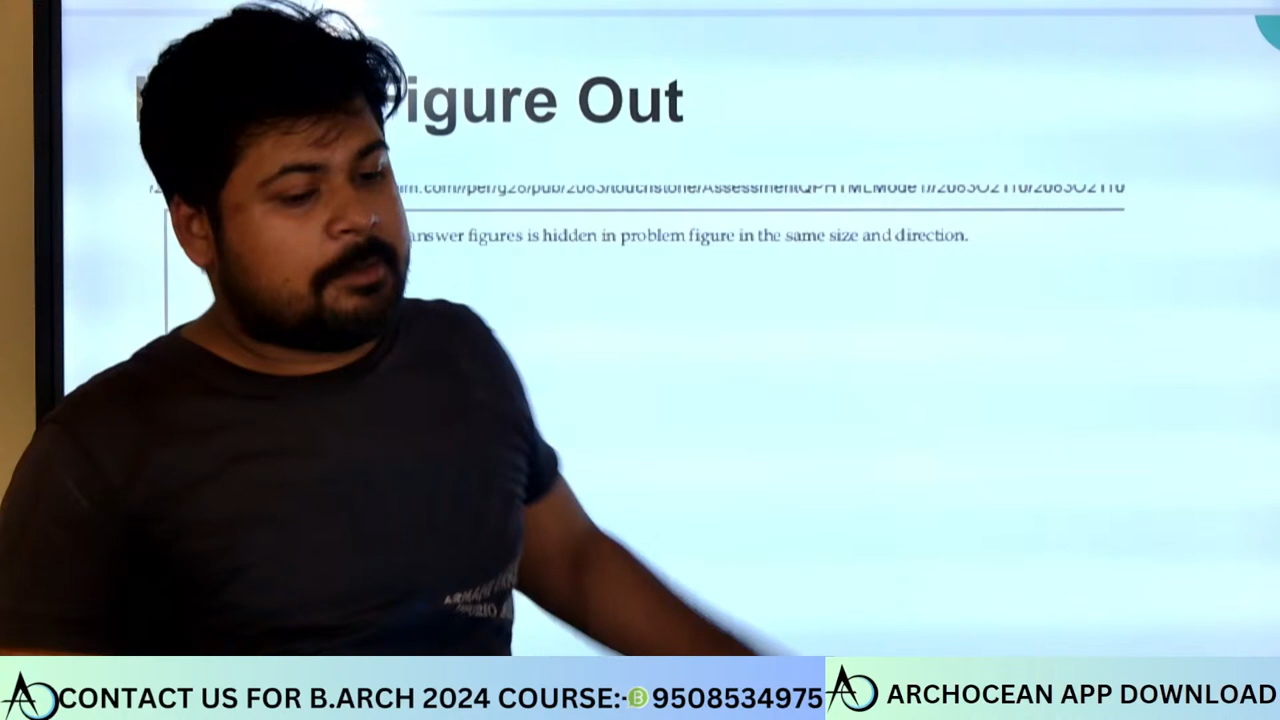 igure Out
answer figures is hidden in problem figure in the same size and direction.
CONTACT US FOR B.ARCH 2024 COURSE:- 9508534975
ARCHOCEAN APP DOWNLOAD